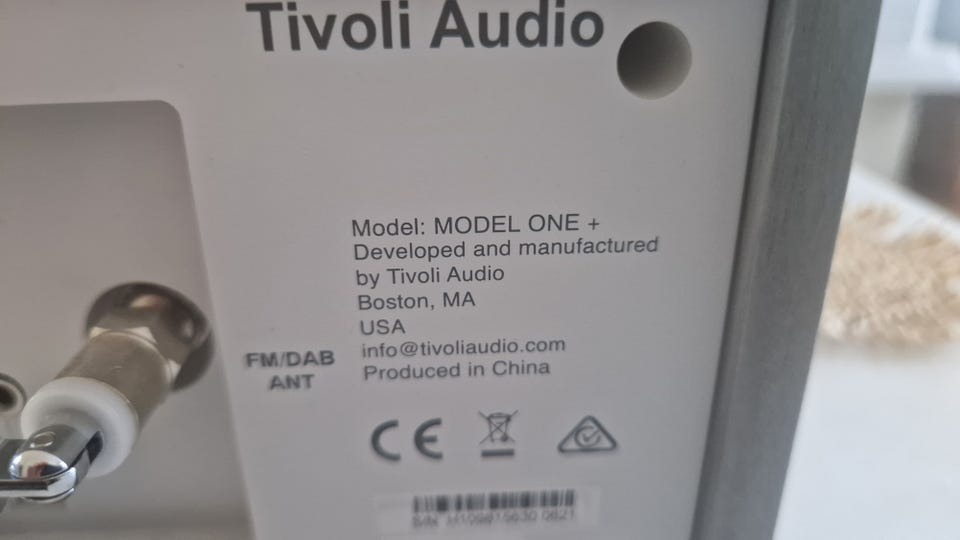 Tivoli Audio
Model: MODEL ONE +
Developed and manufactured
by Tivoli Audio
Boston, MA
USA
info@tivoliaudio.com
Produced in China
FM/DAB
ANT
CE